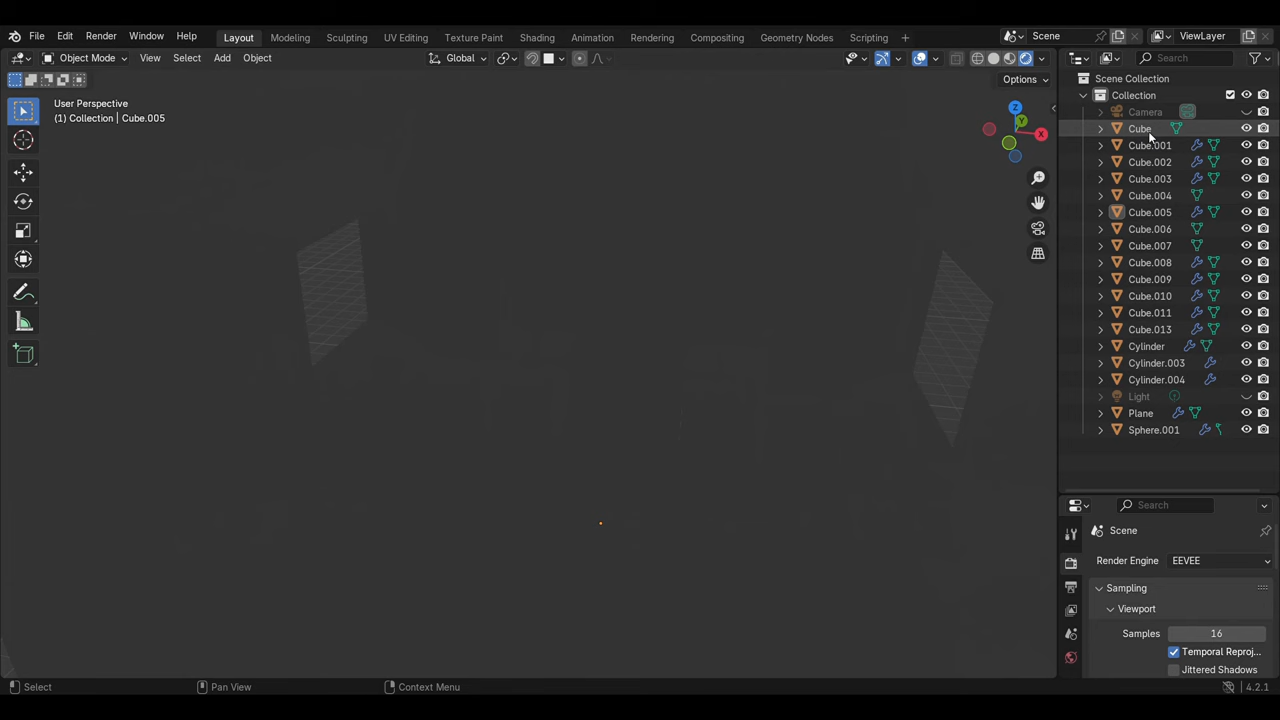 File Edit Render Window Help Layout Modeling Sculpting UV Editing Texture Paint Shading Animation Rendering Compositing Geometry Nodes Scripting + Scene ViewLayer
Object Mode View Select Add Object Global Search
Options
User Perspective
(1) Collection | Cube.005
Z
Y
X
Scene Collection
Collection
Camera
Cube
Cube.001
Cube.002
Cube.003
Cube.004
Cube.005
Cube.006
Cube.007
Cube.008
Cube.009
Cube.010
Cube.011
Cube.013
Cylinder
Cylinder.003
Cylinder.004
Light
Plane
Sphere.001
Search
Scene
Render Engine EEVEE
Sampling
Viewport
Samples 16
Temporal Reproj...
Jittered Shadows
Select Pan View Context Menu 4.2.1